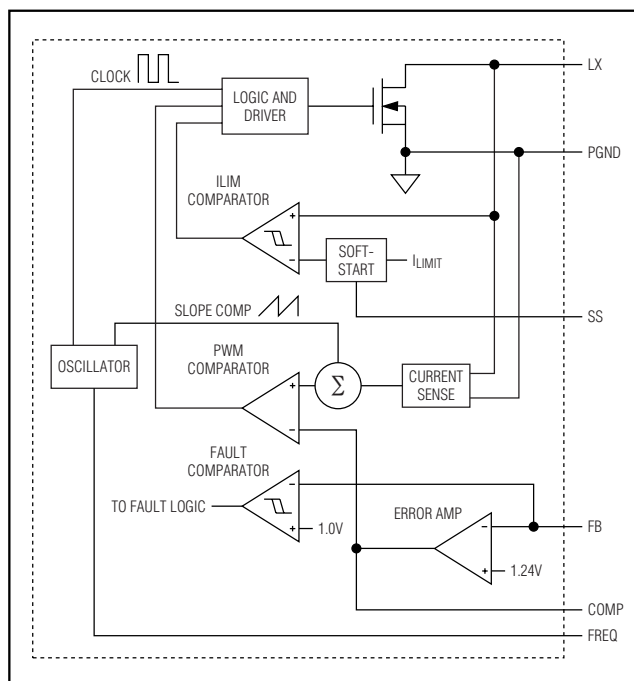 CLOCK
LOGIC AND
DRIVER
LX
PGND
ILIM
COMPARATOR
+
−
SOFT-
START
ILIMIT
SS
SLOPE COMP
OSCILLATOR
PWM
COMPARATOR
+
−
Σ
CURRENT
SENSE
FAULT
COMPARATOR
TO FAULT LOGIC
−
+
1.0V
ERROR AMP
−
+
1.24V
FB
COMP
FREQ